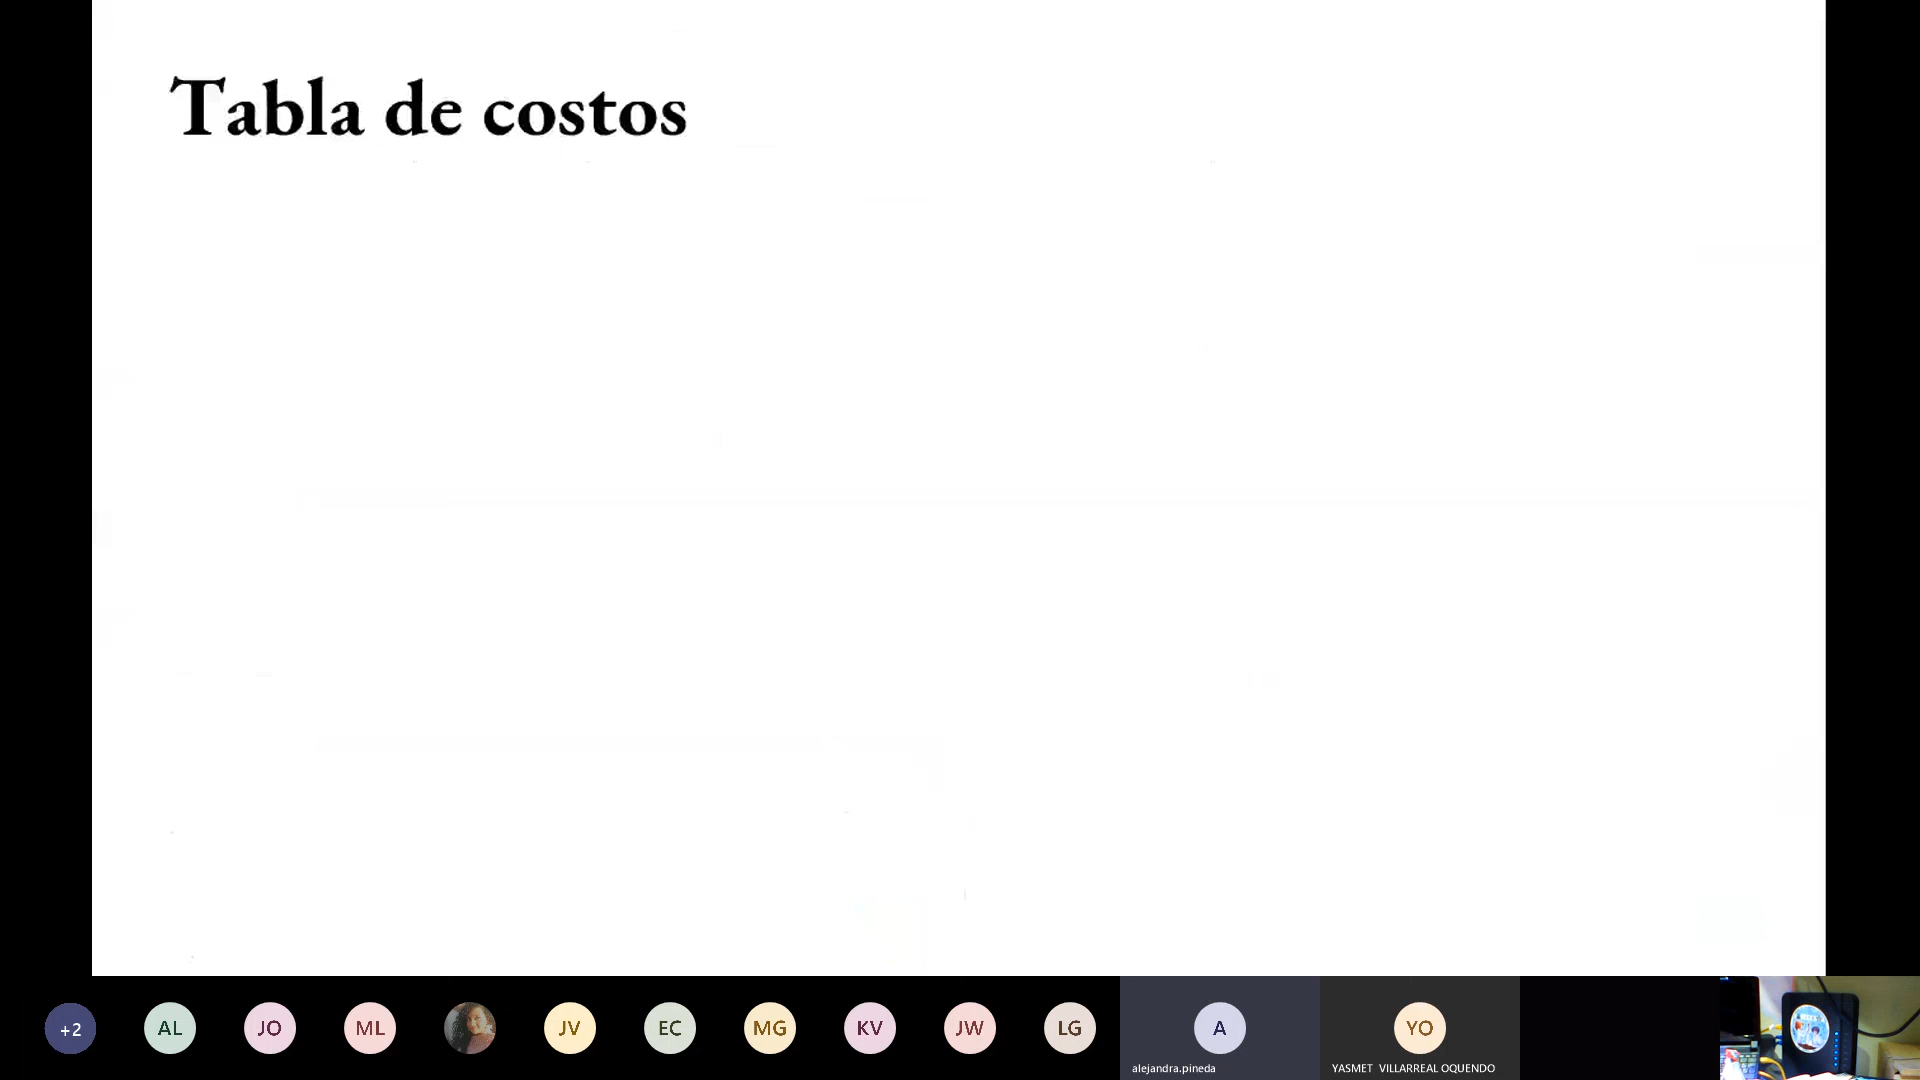 Tabla de costos
+2
AL
JO
ML
JV
EC
MG
KV
JW
LG
A
YO
alejandra.pineda
YASMET VILLARREAL OQUENDO